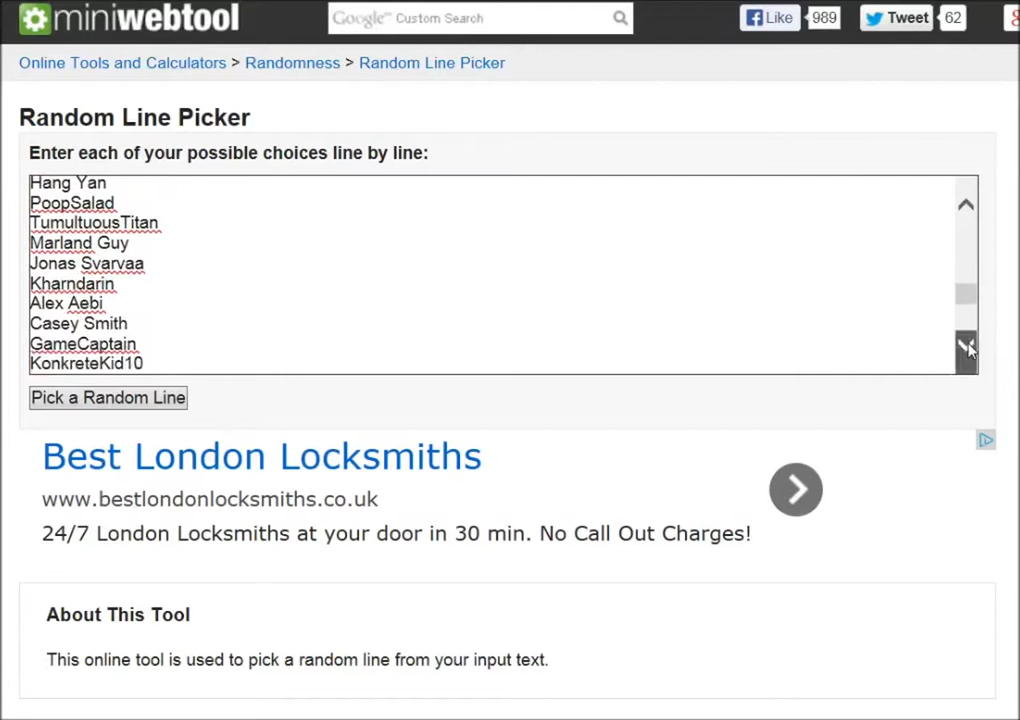 miniwebtool
Google™ Custom Search
Like 989
Tweet 62
Online Tools and Calculators > Randomness > Random Line Picker
Random Line Picker
Enter each of your possible choices line by line:
Hang Yan
PoopSalad
TumultuousTitan
Marland Guy
Jonas Svarvaa
Kharndarin
Alex Aebi
Casey Smith
GameCaptain
KonkreteKid10
Pick a Random Line
Best London Locksmiths
www.bestlondonlocksmiths.co.uk
24/7 London Locksmiths at your door in 30 min. No Call Out Charges!
About This Tool
This online tool is used to pick a random line from your input text.